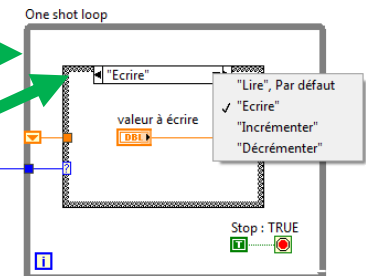 One shot loop
"Ecrire"
"Lire", Par défaut
✓ "Ecrire"
"Incrémenter"
"Décrémenter"
valeur à écrire
DBL
?
Stop : TRUE
T
i